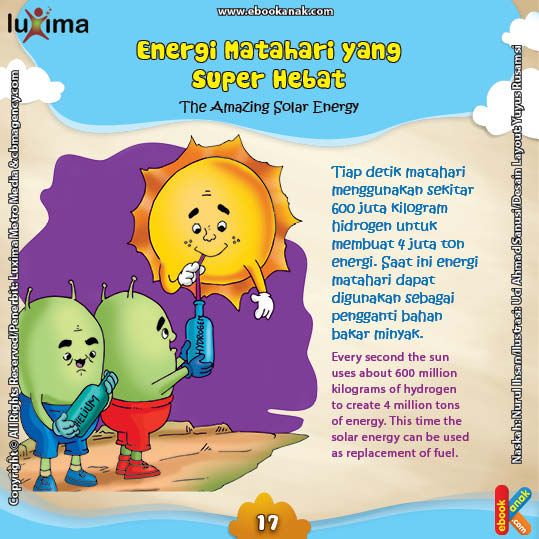 www.ebookanak.com
luxima
Energi Matahari yang
Super Hebat
The Amazing Solar Energy
Tiap detik matahari
menggunakan sekitar
600 juta kilogram
hidrogen untuk
membuat 4 juta ton
energi. Saat ini energi
matahari dapat
digunakan sebagai
pengganti bahan
bakar minyak.
Every second the sun
uses about 600 million
kilograms of hydrogen
to create 4 million tons
of energy. This time the
solar energy can be used
as replacement of fuel.
HYDROGEN
HELIUM
Copyright © All Rights Reserved/Penerbit: Luxima Metro Media & cbmagency.com
Naskah: Nurul Ihsan/Ilustrasi: Uci Ahmad Sanusi/Desain Layout: Yuyus Rusamsi
17
ebook
anak
.com